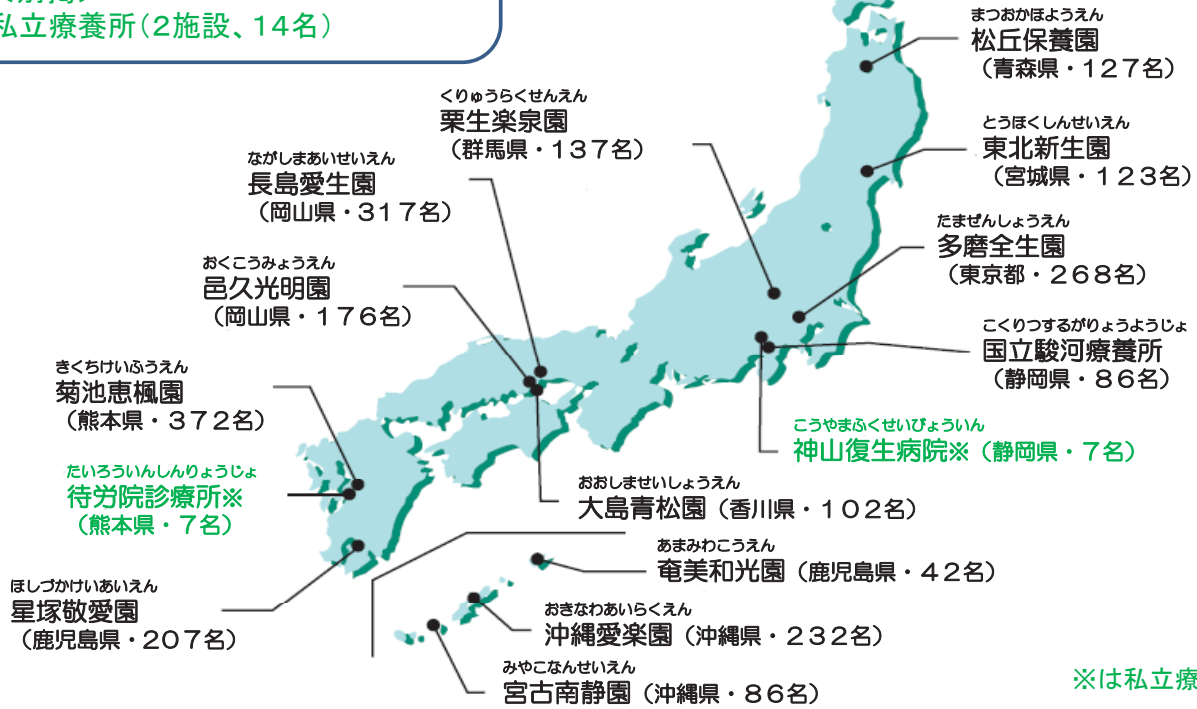 私立療養所(2施設、14名)
まつおかほようえん
松丘保養園
(青森県・127名)
くりゅうらくせんえん
栗生楽泉園
(群馬県・137名)
とうほくしんせいえん
東北新生園
(宮城県・123名)
ながしまあいせいえん
長島愛生園
(岡山県・317名)
たまぜんしょうえん
多磨全生園
(東京都・268名)
おくこうみょうえん
邑久光明園
(岡山県・176名)
こくりつするがりょうようじょ
国立駿河療養所
(静岡県・86名)
きくちけいふうえん
菊池恵楓園
(熊本県・372名)
こうやまふくせいびょういん
神山復生病院※(静岡県・7名)
たいろういんしんりょうじょ
待労院診療所※
(熊本県・7名)
おおしませいしょうえん
大島青松園(香川県・102名)
あまみわこうえん
奄美和光園(鹿児島県・42名)
ほしづかけいあいえん
星塚敬愛園
(鹿児島県・207名)
おきなわあいらくえん
沖縄愛楽園(沖縄県・232名)
みやこなんせいえん
宮古南静園(沖縄県・86名)
※は私立療